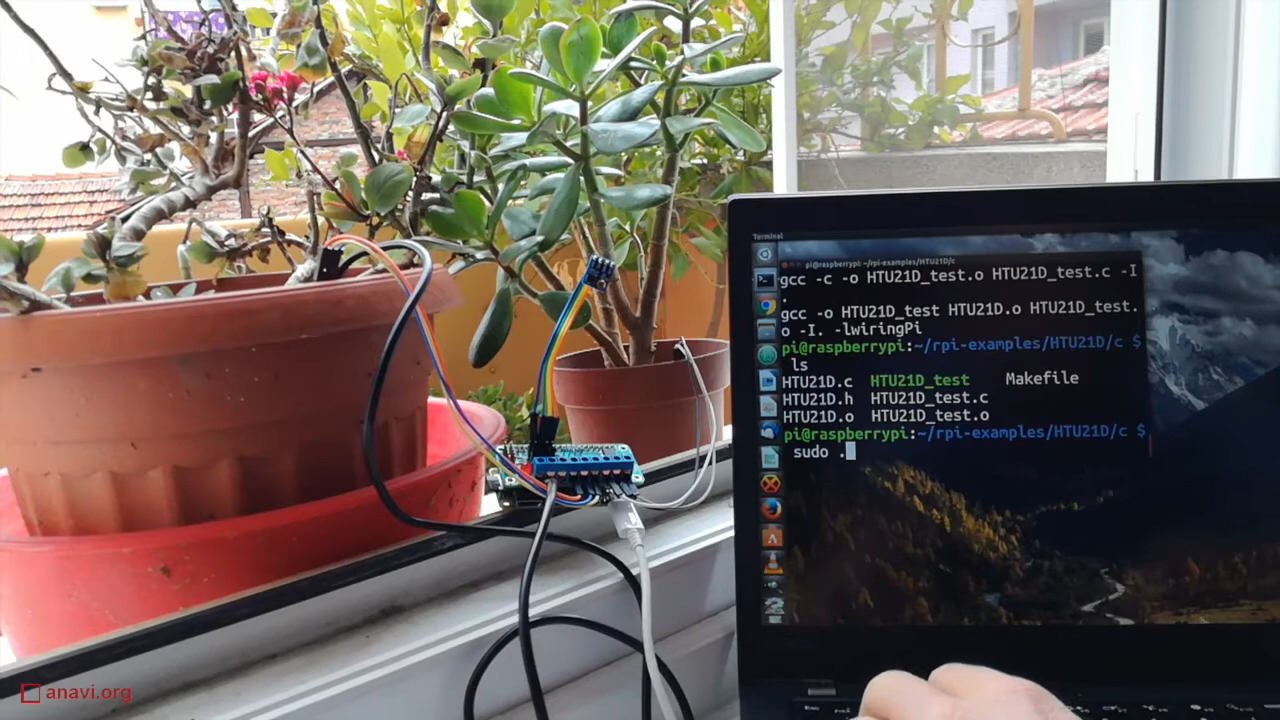 Terminal
pi@raspberrypi: ~/rpi-examples/HTU21D/c
gcc -c -o HTU21D_test.o HTU21D_test.c -I
.
gcc -o HTU21D_test HTU21D.o HTU21D_test.
o -I. -lwiringPi
pi@raspberrypi:~/rpi-examples/HTU21D/c $
ls
HTU21D.c HTU21D_test Makefile
HTU21D.h HTU21D_test.c
HTU21D.o HTU21D_test.o
pi@raspberrypi:~/rpi-examples/HTU21D/c $
sudo .
anavi.org